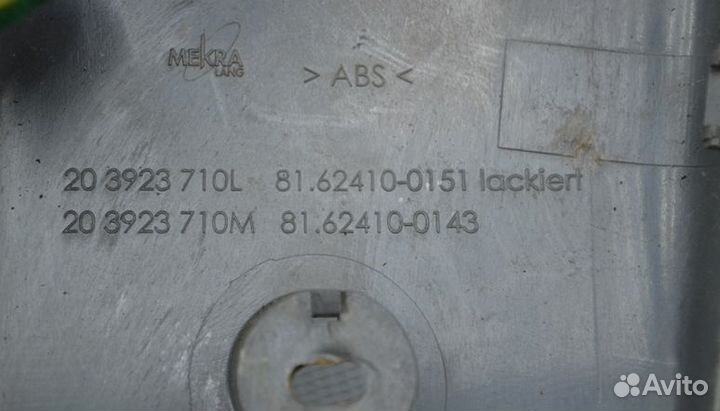 MEKRA
LANG
> ABS <
20 3923 710L 81.62410-0151 lackiert
20 3923 710M 81.62410-0143
Avito